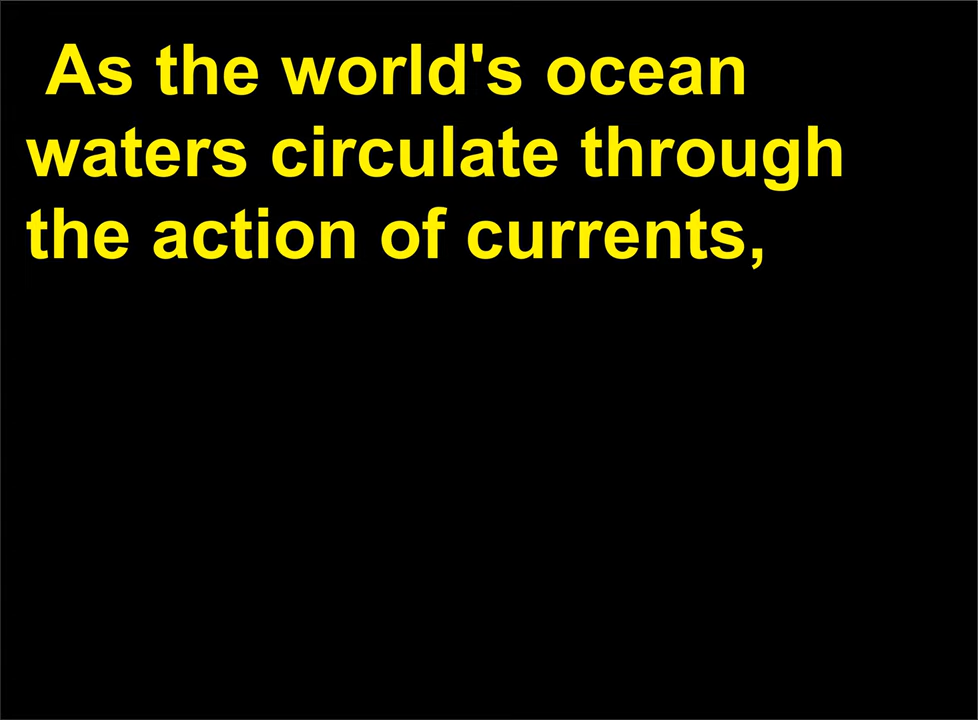 As the world's ocean
waters circulate through
the action of currents,